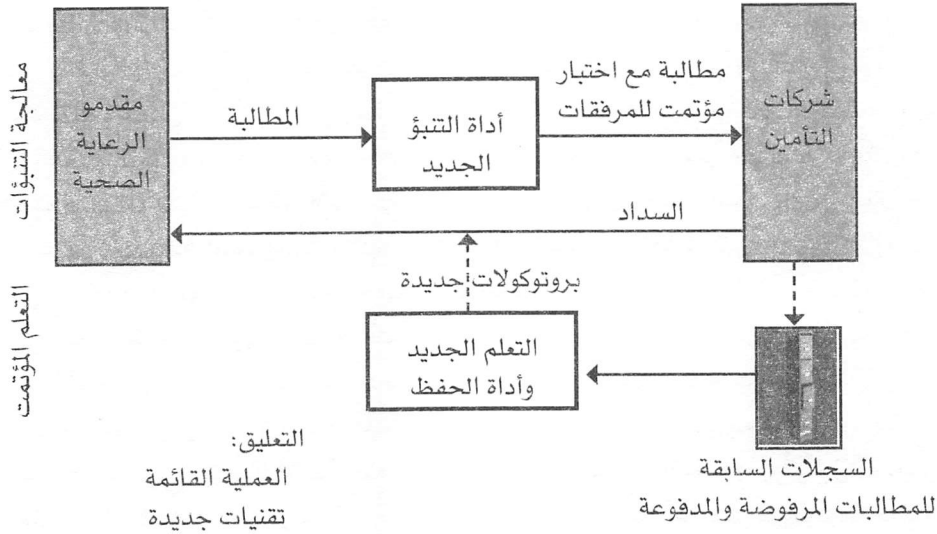 معالجة التنبؤات
مقدمو
الرعاية
الصحية
المطالبة
أداة التنبؤ
الجديد
مطالبة مع اختبار
مؤتمت للمرفقات
شركات
التأمين
السداد
بروتوكولات جديدة
التعلم المؤتمت
التعلم الجديد
وأداة الحفظ
السجلات السابقة
للمطالبات المرفوضة والمدفوعة
التعليق:
العملية القائمة
تقنيات جديدة